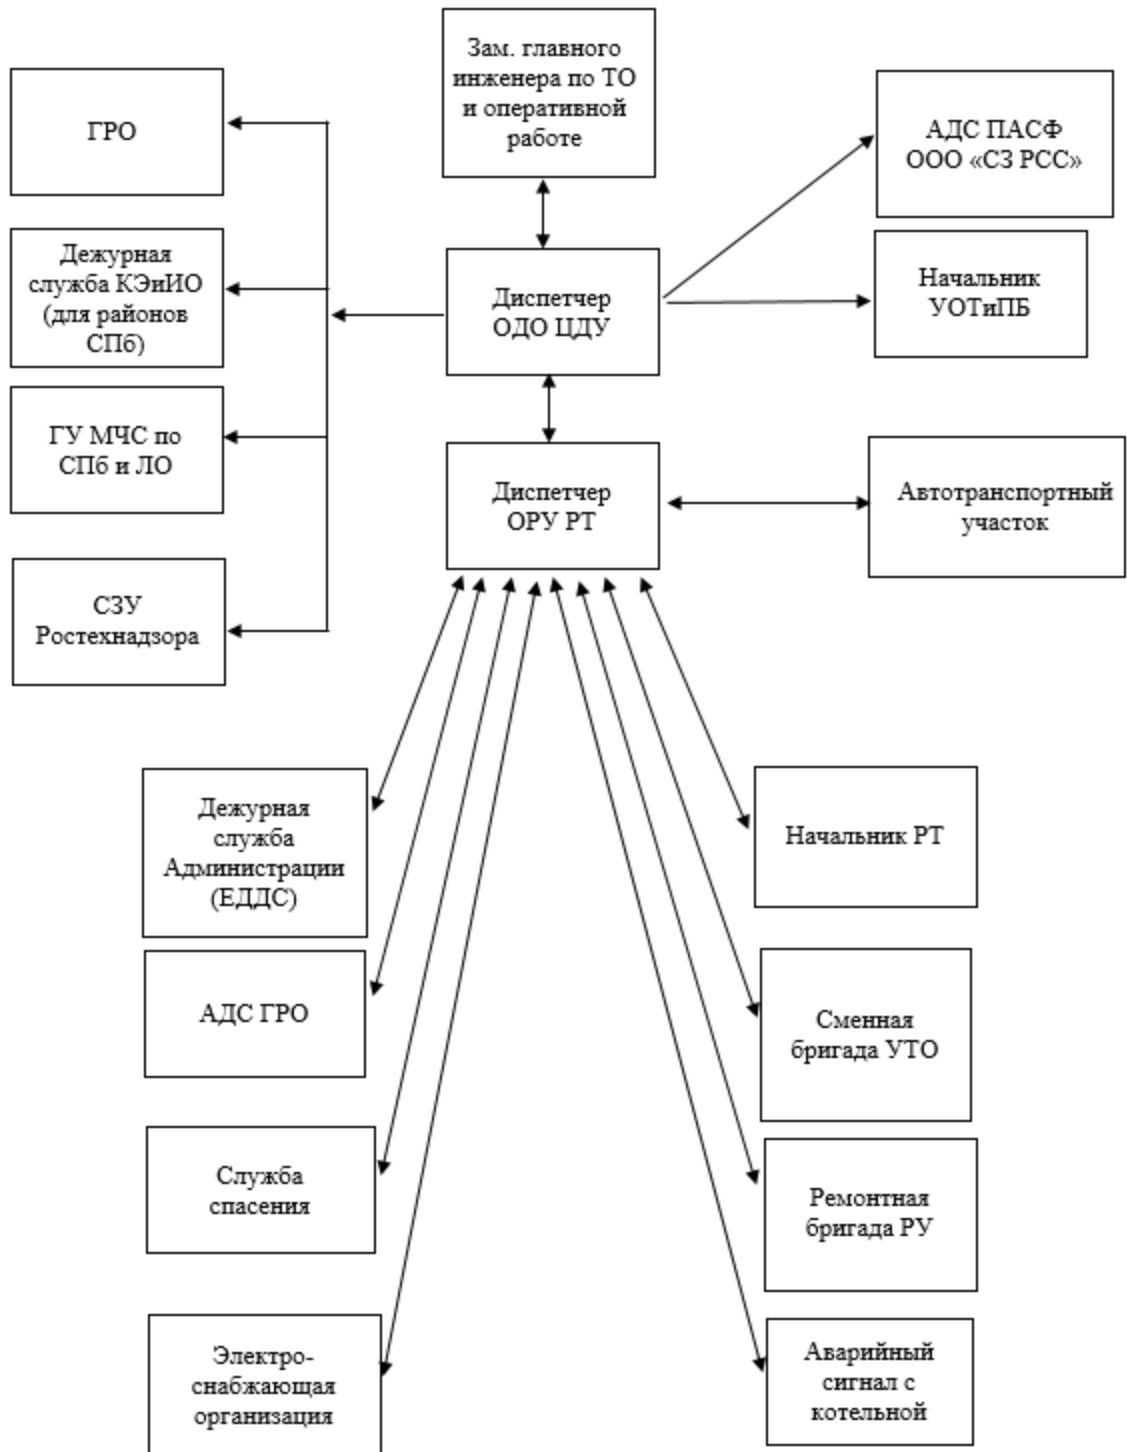 Зам. главного
инженера по ТО
и оперативной
работе
ГРО
АДС ПАСФ
ООО «СЗ РСС»
Дежурная
служба КЭиИО
(для районов
СПб)
Диспетчер
ОДО ЦДУ
Начальник
УОТиПБ
ГУ МЧС по
СПб и ЛО
Диспетчер
ОРУ РТ
Автотранспортный
участок
СЗУ
Ростехнадзора
Дежурная
служба
Администрации
(ЕДДС)
Начальник РТ
АДС ГРО
Сменная
бригада УТО
Служба
спасения
Ремонтная
бригада РУ
Электро-
снабжающая
организация
Аварийный
сигнал с
котельной